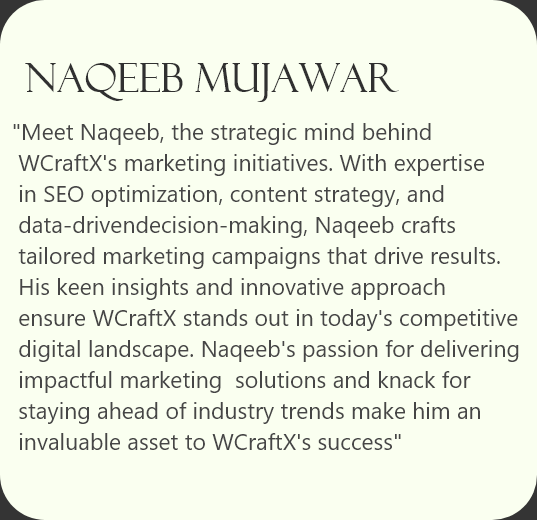 NAQEEB MUJAWAR
"Meet Naqeeb, the strategic mind behind
WCraftX's marketing initiatives. With expertise
in SEO optimization, content strategy, and
data-drivendecision-making, Naqeeb crafts
tailored marketing campaigns that drive results.
His keen insights and innovative approach
ensure WCraftX stands out in today's competitive
digital landscape. Naqeeb's passion for delivering
impactful marketing  solutions and knack for
staying ahead of industry trends make him an
invaluable asset to WCraftX's success"